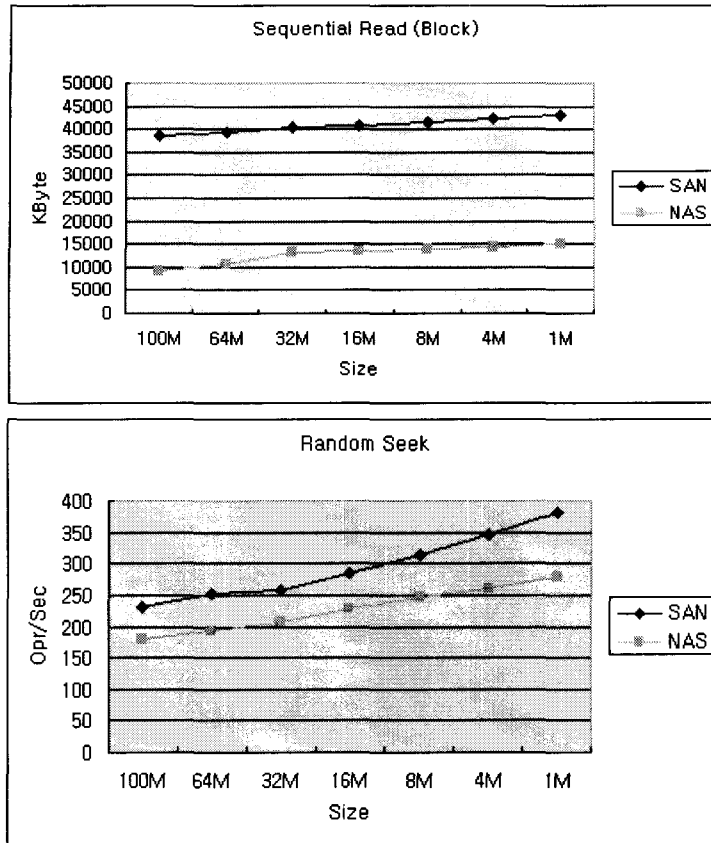 Sequential Read (Block)
50000
45000
40000
35000
30000
25000
20000
15000
10000
5000
0
KByte
100M 64M 32M 16M 8M 4M 1M
Size
SAN
NAS
Random Seek
400
350
300
250
200
150
100
50
0
Opr/Sec
100M 64M 32M 16M 8M 4M 1M
Size
SAN
NAS